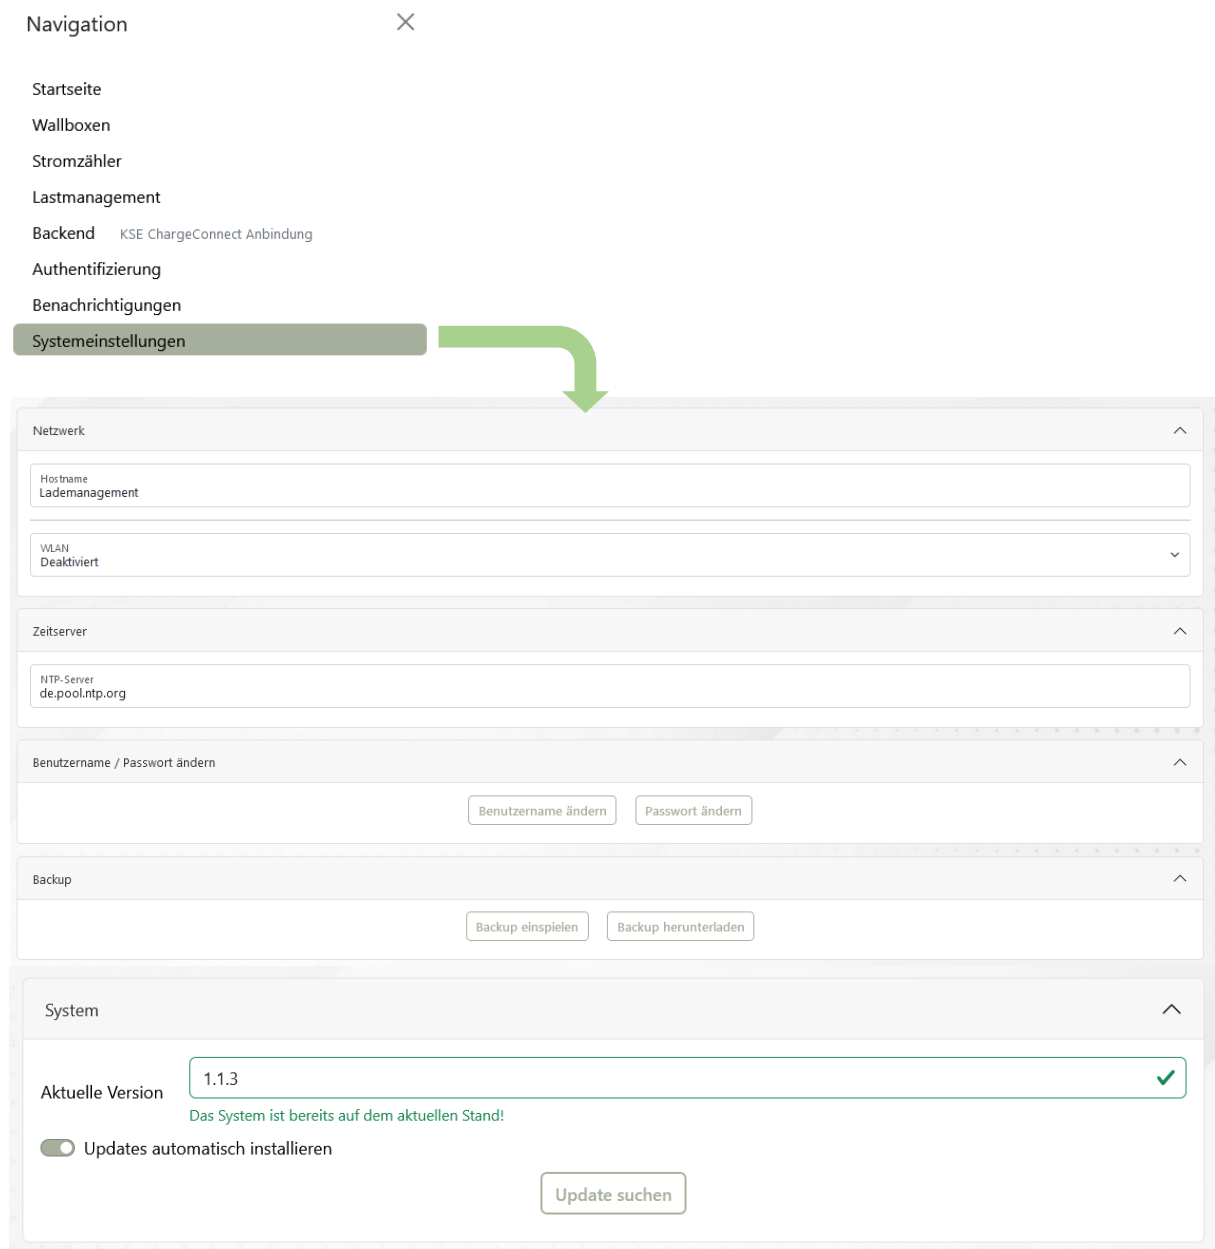 Navigation
Startseite
Wallboxen
Stromzähler
Lastmanagement
Backend KSE ChargeConnect Anbindung
Authentifizierung
Benachrichtigungen
Systemeinstellungen
Netzwerk
Hostname
Lademanagement
WLAN
Deaktiviert
Zeitserver
NTP-Server
de.pool.ntp.org
Benutzername / Passwort ändern
Benutzername ändern Passwort ändern
Backup
Backup einspielen Backup herunterladen
System
Aktuelle Version 1.1.3
Das System ist bereits auf dem aktuellen Stand!
Updates automatisch installieren
Update suchen